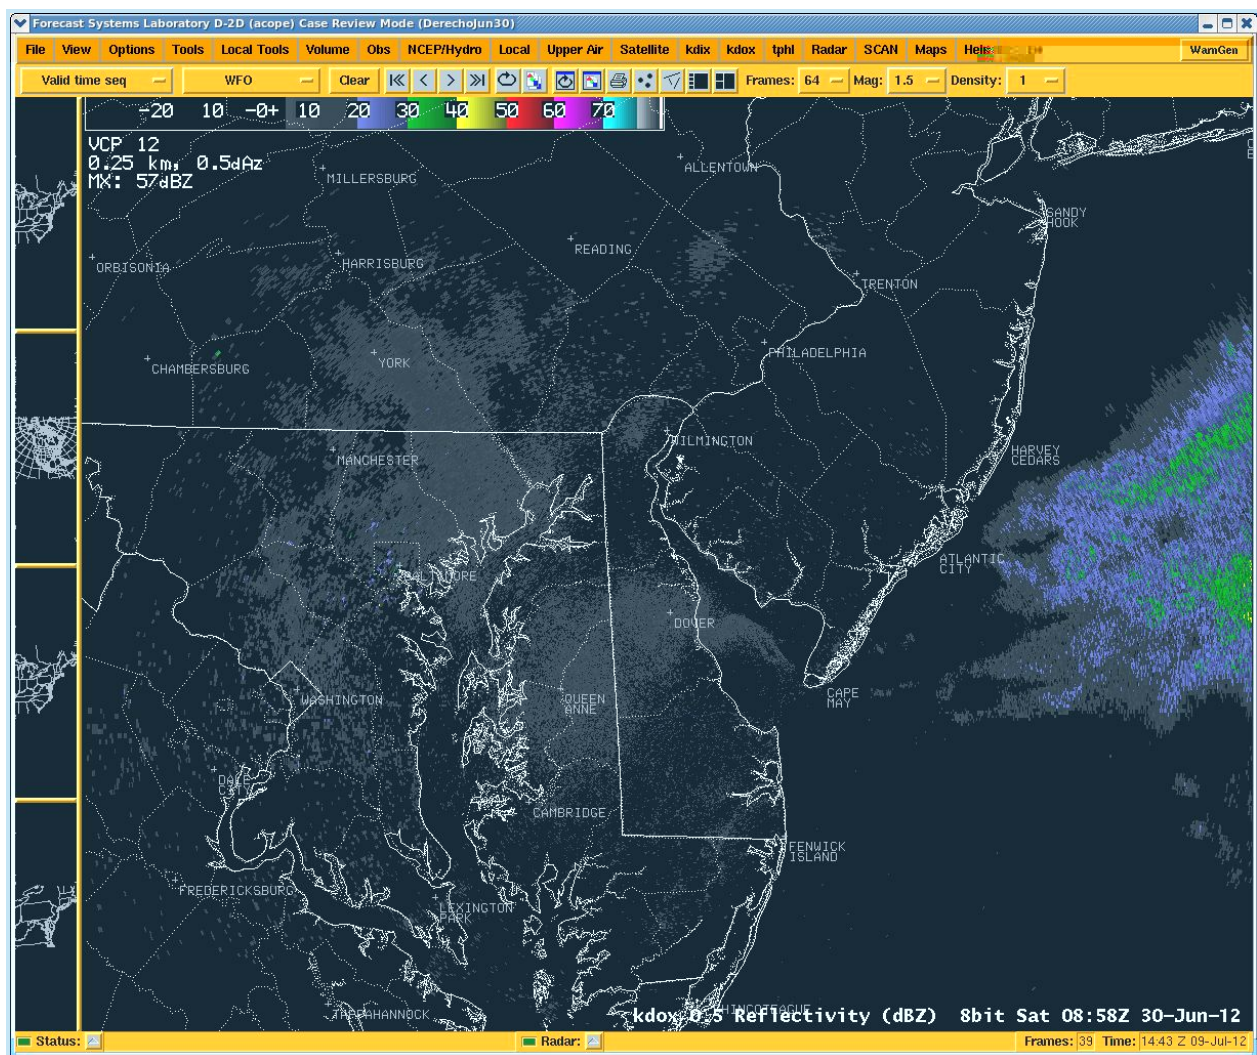 Forecast Systems Laboratory D-2D (acope) Case Review Mode (DerechoJun30)
File View Options Tools Local Tools Volume Obs NCEP/Hydro Local Upper Air Satellite kdix kdox tphl Radar SCAN Maps WarnGen
Valid time seq WFO Clear Frames: 64 Mag: 1.5 Density: 1
-20 10 -0+ 10 20 30 40 50 60 70
VCP 12
0.25 km, 0.5dAz
MX: 57dBZ
ALLENTOWN
MILLERSBURG
SANDY
HOOK
READING
HARRISBURG
ORBISONIA
TRENTON
PHILADELPHIA
YORK
CHAMBERSBURG
WILMINGTON
HARVEY
CEDARS
MANCHESTER
ATLANTIC
CITY
BALTIMORE
DOVER
CAPE
MAY
WASHINGTON
QUEEN
ANNE
DALE
CITY
CAMBRIDGE
FENWICK
ISLAND
FREDERICKSBURG
LEXINGTON
PARK
TAPPAHANNOCK
CHINCOTEAGUE
kdox 0.5 Reflectivity (dBZ) 8bit Sat 08:58Z 30-Jun-12
Status: Radar: Frames: 39 Time: 14:43 Z 09-Jul-12